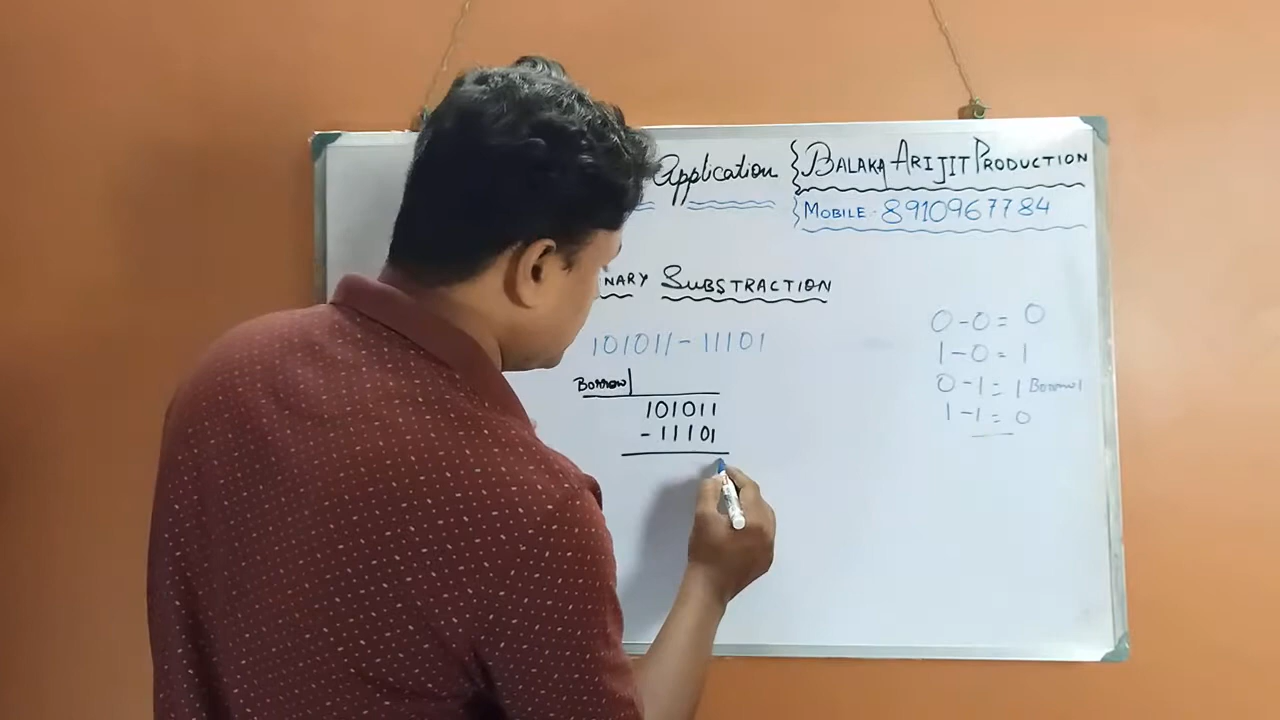 Application
BALAKA ARIJIT PRODUCTION
MOBILE - 8910967784
NARY SUBSTRACTION
101011 - 11101
Borrow
101011
- 11101
0-0 = 0
1-0 = 1
0-1 = 1 Borrow 1
1-1 = 0